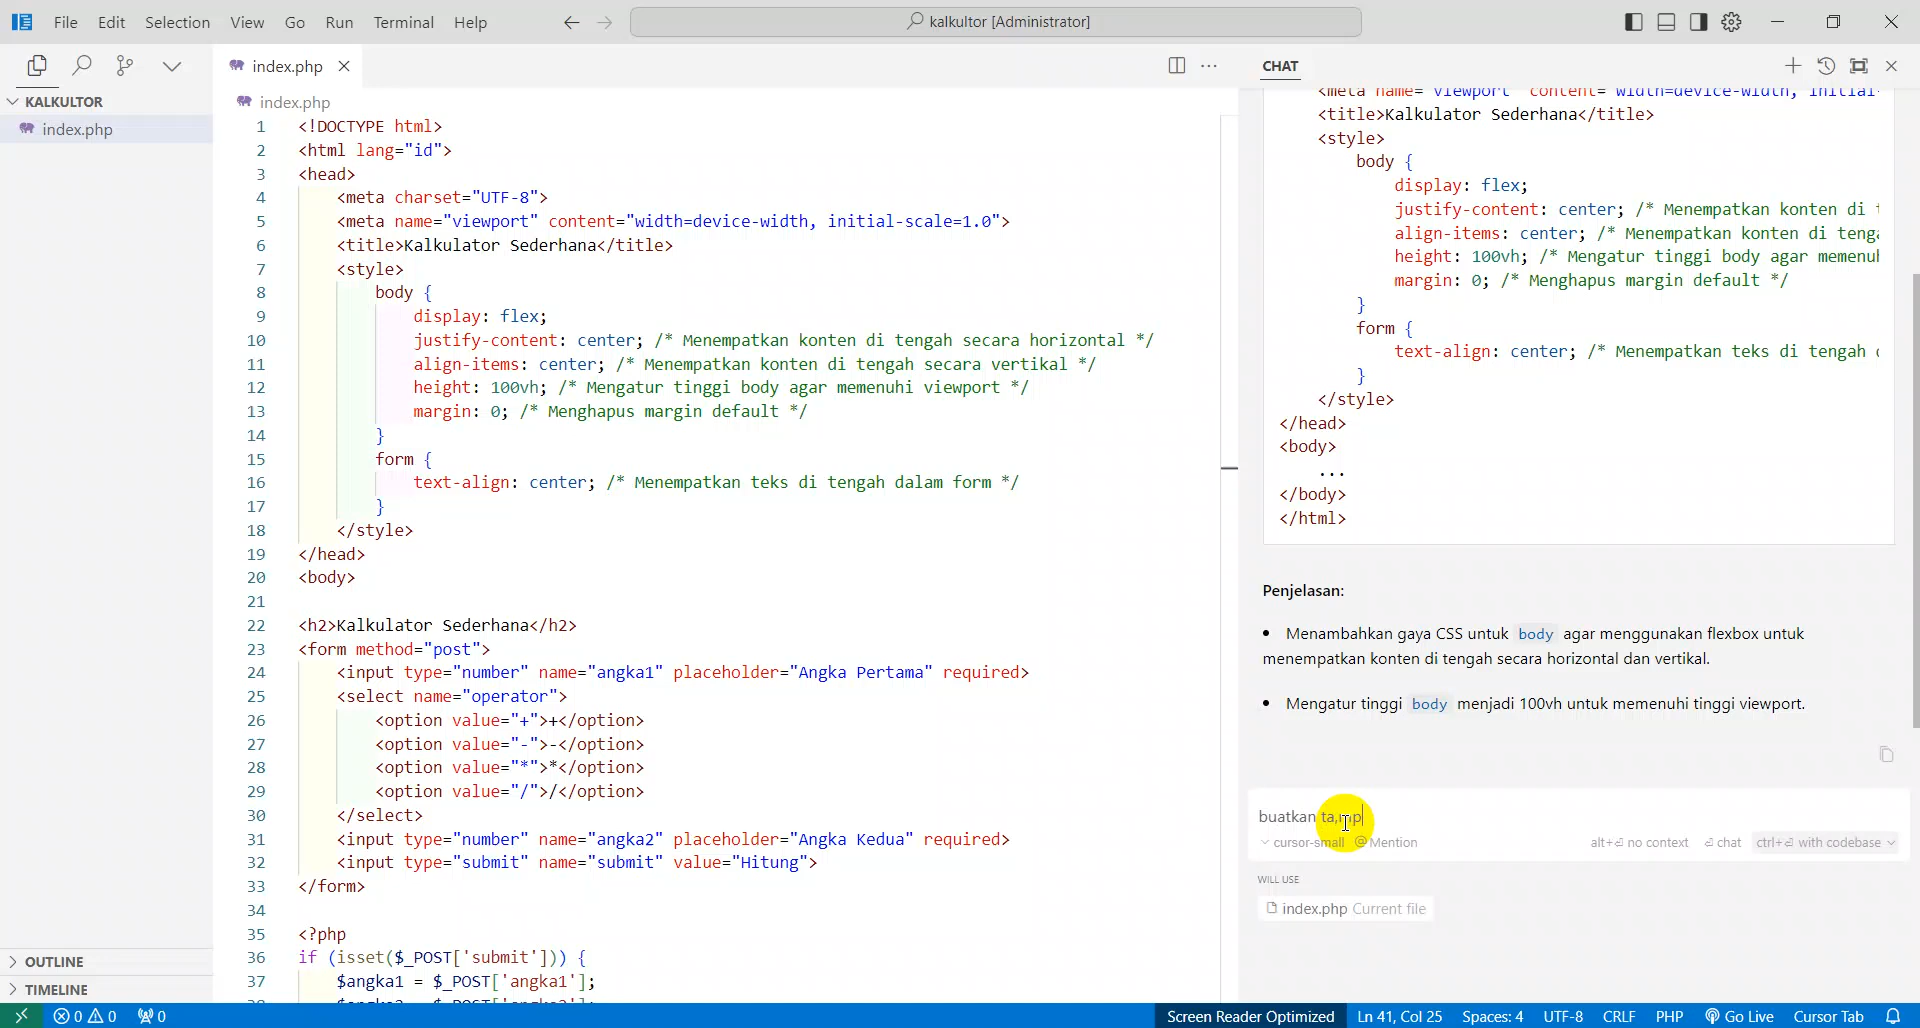 File Edit Selection View Go Run Terminal Help
kalkultor [Administrator]
KALKULTOR
index.php
OUTLINE
TIMELINE
index.php
index.php
1 <!DOCTYPE html>
2 <html lang="id">
3 <head>
4 <meta charset="UTF-8">
5 <meta name="viewport" content="width=device-width, initial-scale=1.0">
6 <title>Kalkulator Sederhana</title>
7 <style>
8 body {
9 display: flex;
10 justify-content: center; /* Menempatkan konten di tengah secara horizontal */
11 align-items: center; /* Menempatkan konten di tengah secara vertikal */
12 height: 100vh; /* Mengatur tinggi body agar memenuhi viewport */
13 margin: 0; /* Menghapus margin default */
14 }
15 form {
16 text-align: center; /* Menempatkan teks di tengah dalam form */
17 }
18 </style>
19 </head>
20 <body>
21
22 <h2>Kalkulator Sederhana</h2>
23 <form method="post">
24 <input type="number" name="angka1" placeholder="Angka Pertama" required>
25 <select name="operator">
26 <option value="+">+</option>
27 <option value="-">-</option>
28 <option value="*">*</option>
29 <option value="/">/</option>
30 </select>
31 <input type="number" name="angka2" placeholder="Angka Kedua" required>
32 <input type="submit" name="submit" value="Hitung">
33 </form>
34
35 <?php
36 if (isset($_POST['submit'])) {
37 $angka1 = $_POST['angka1'];
CHAT
<meta name="viewport" content="width=device-width, initial-
<title>Kalkulator Sederhana</title>
<style>
body {
display: flex;
justify-content: center; /* Menempatkan konten di
align-items: center; /* Menempatkan konten di
height: 100vh; /* Mengatur tinggi body agar
margin: 0; /* Menghapus margin default */
}
form {
text-align: center; /* Menempatkan teks di tengah
}
</style>
</head>
<body>
...
</body>
</html>
Penjelasan:
• Menambahkan gaya CSS untuk body agar menggunakan flexbox untuk
menempatkan konten di tengah secara horizontal dan vertikal.
• Mengatur tinggi body menjadi 100vh untuk memenuhi tinggi viewport.
buatkan ta,mp
cursor-small @ Mention alt+⏎ no context ⏎ chat ctrl+⏎ with codebase
WILL USE
index.php Current file
0 0 0 Screen Reader Optimized Ln 41, Col 25 Spaces: 4 UTF-8 CRLF PHP Go Live Cursor Tab